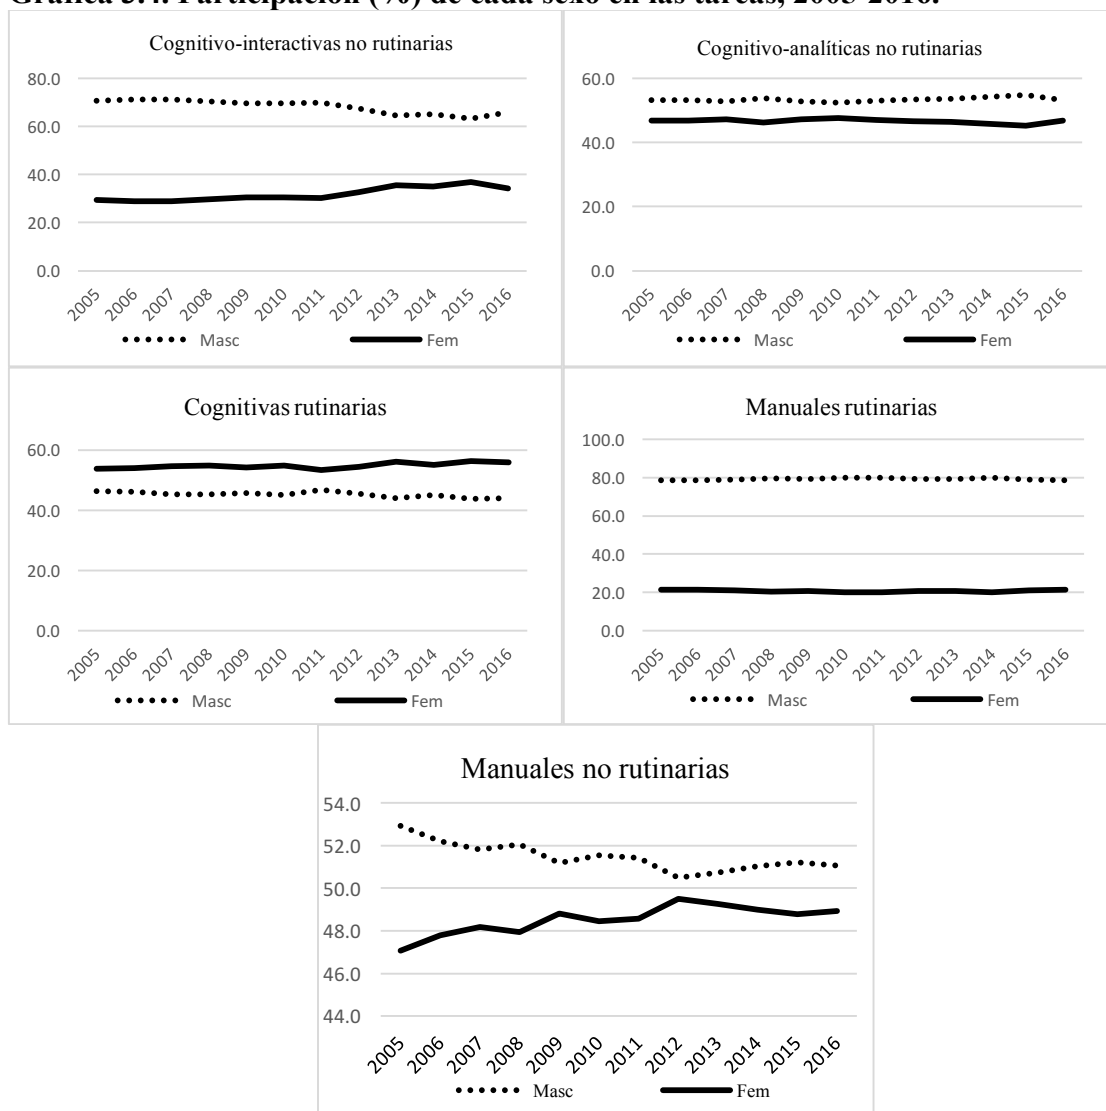 Gráfica 3.4. Participación (%) de cada sexo en las tareas, 2005-2016.
Cognitivo-interactivas no rutinarias
80.0
60.0
40.0
20.0
0.0
2005 2006 2007 2008 2009 2010 2011 2012 2013 2014 2015 2016
Masc Fem
Cognitivo-analíticas no rutinarias
60.0
40.0
20.0
0.0
2005 2006 2007 2008 2009 2010 2011 2012 2013 2014 2015 2016
Masc Fem
Cognitivas rutinarias
60.0
40.0
20.0
0.0
2005 2006 2007 2008 2009 2010 2011 2012 2013 2014 2015 2016
Masc Fem
Manuales rutinarias
100.0
80.0
60.0
40.0
20.0
0.0
2005 2006 2007 2008 2009 2010 2011 2012 2013 2014 2015 2016
Masc Fem
Manuales no rutinarias
54.0
52.0
50.0
48.0
46.0
44.0
2005 2006 2007 2008 2009 2010 2011 2012 2013 2014 2015 2016
Masc Fem